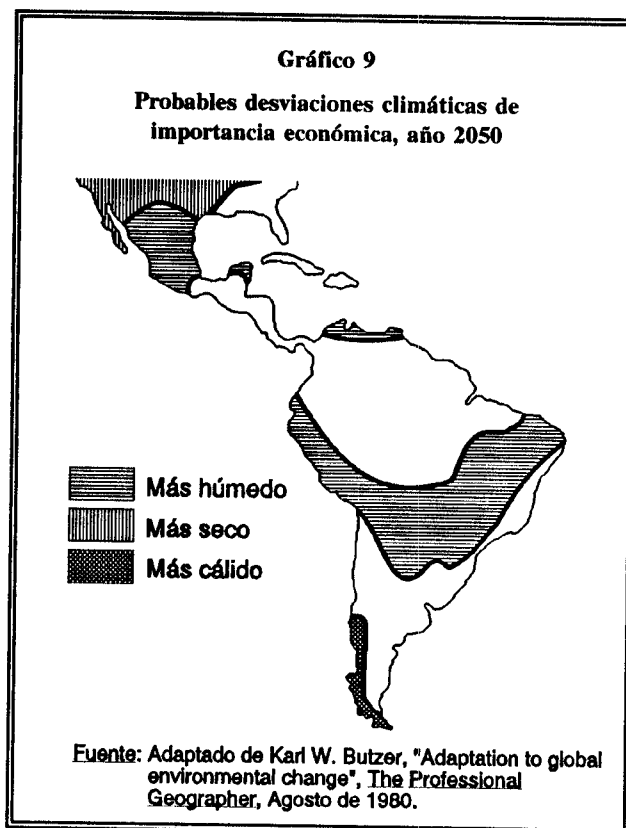 Gráfico 9
Probables desviaciones climáticas de
importancia económica, año 2050
Más húmedo
Más seco
Más cálido
Fuente: Adaptado de Karl W. Butzer, "Adaptation to global
environmental change", The Professional
Geographer, Agosto de 1980.